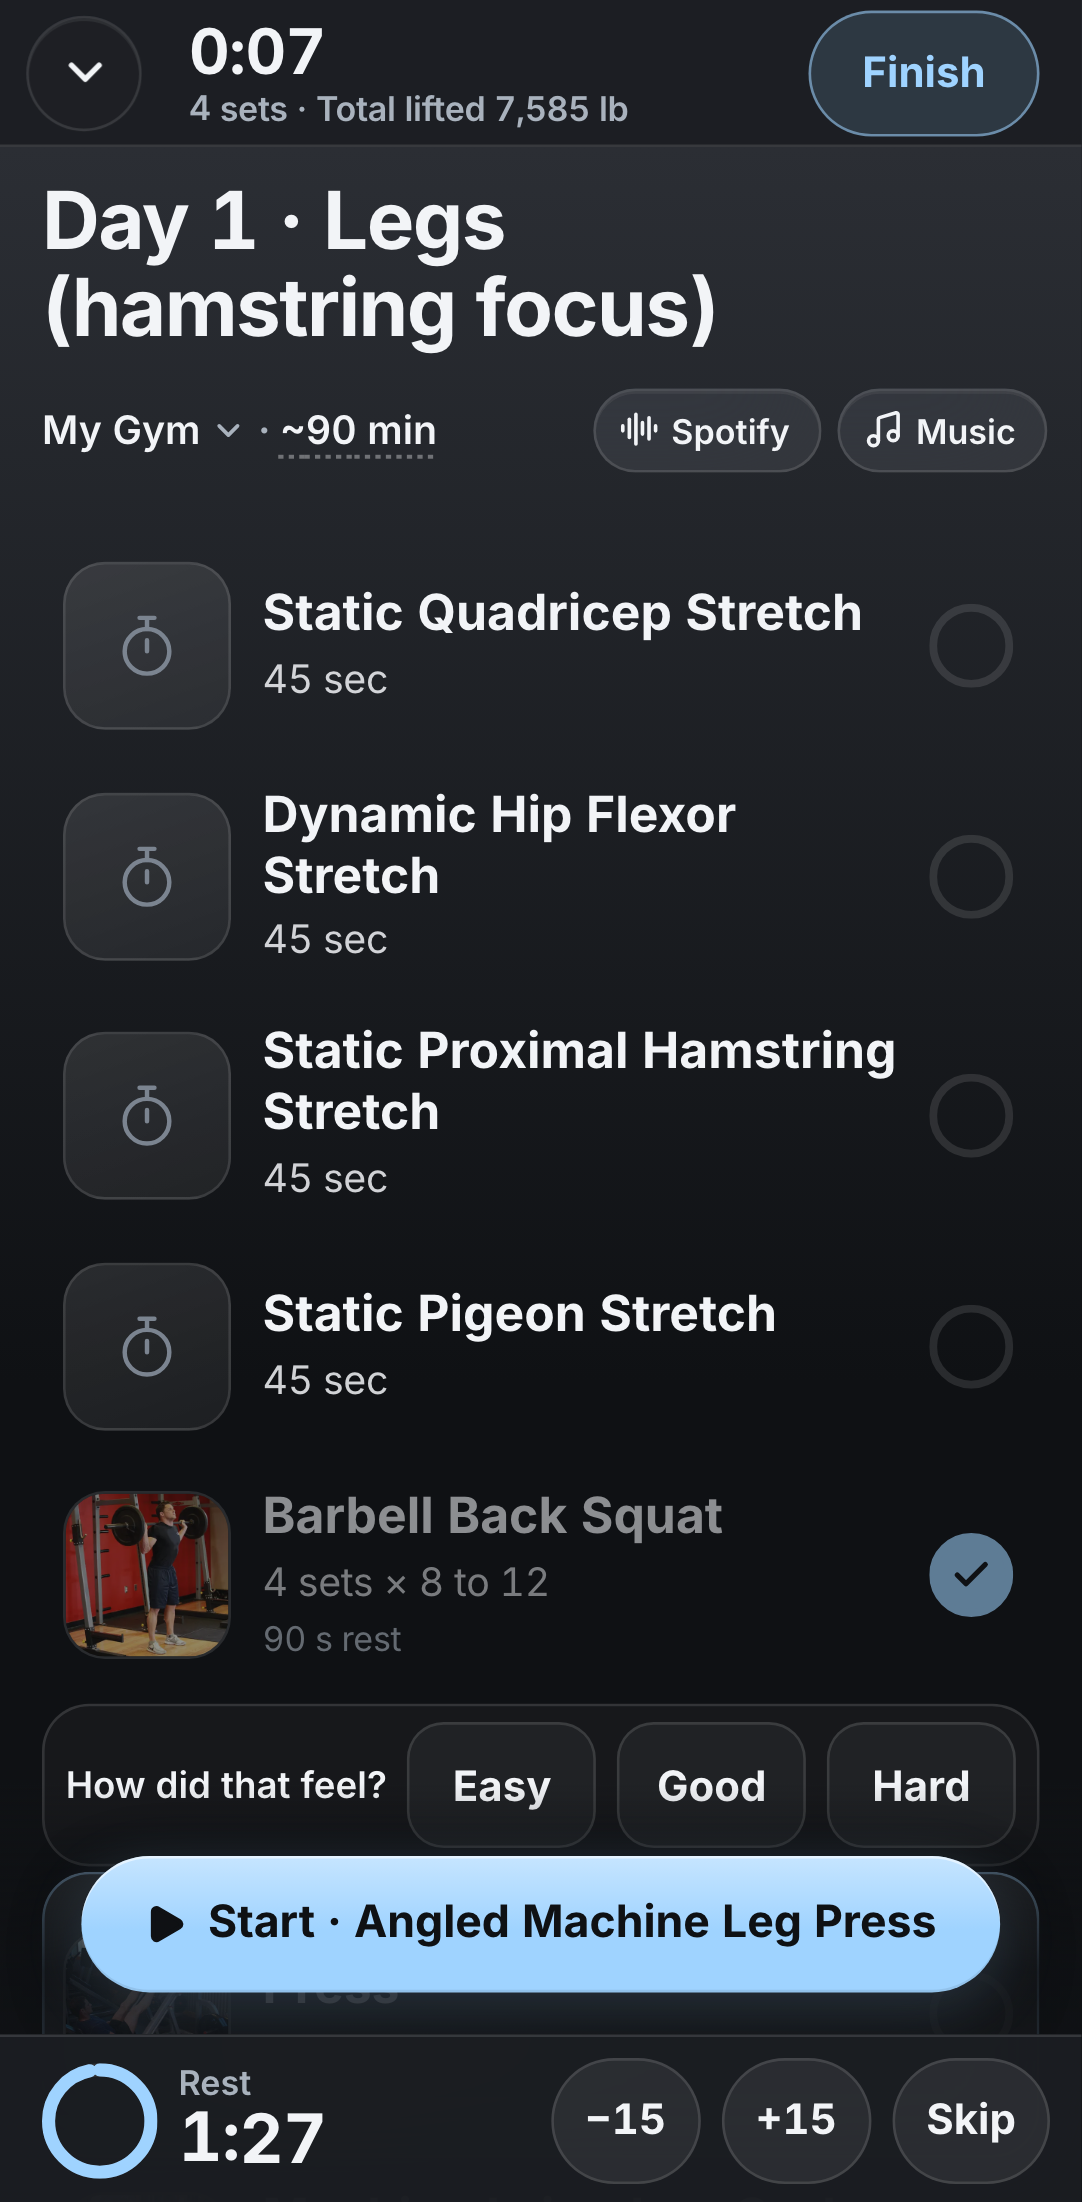 0:07
4 sets · Total lifted 7,585 lb
Finish
Day 1 · Legs
(hamstring focus)
My Gym · ~90 min
Spotify
Music
Static Quadricep Stretch
45 sec
Dynamic Hip Flexor
Stretch
45 sec
Static Proximal Hamstring
Stretch
45 sec
Static Pigeon Stretch
45 sec
Barbell Back Squat
4 sets × 8 to 12
90 s rest
How did that feel?
Easy
Good
Hard
Start · Angled Machine Leg Press
Press
Rest
1:27
−15
+15
Skip